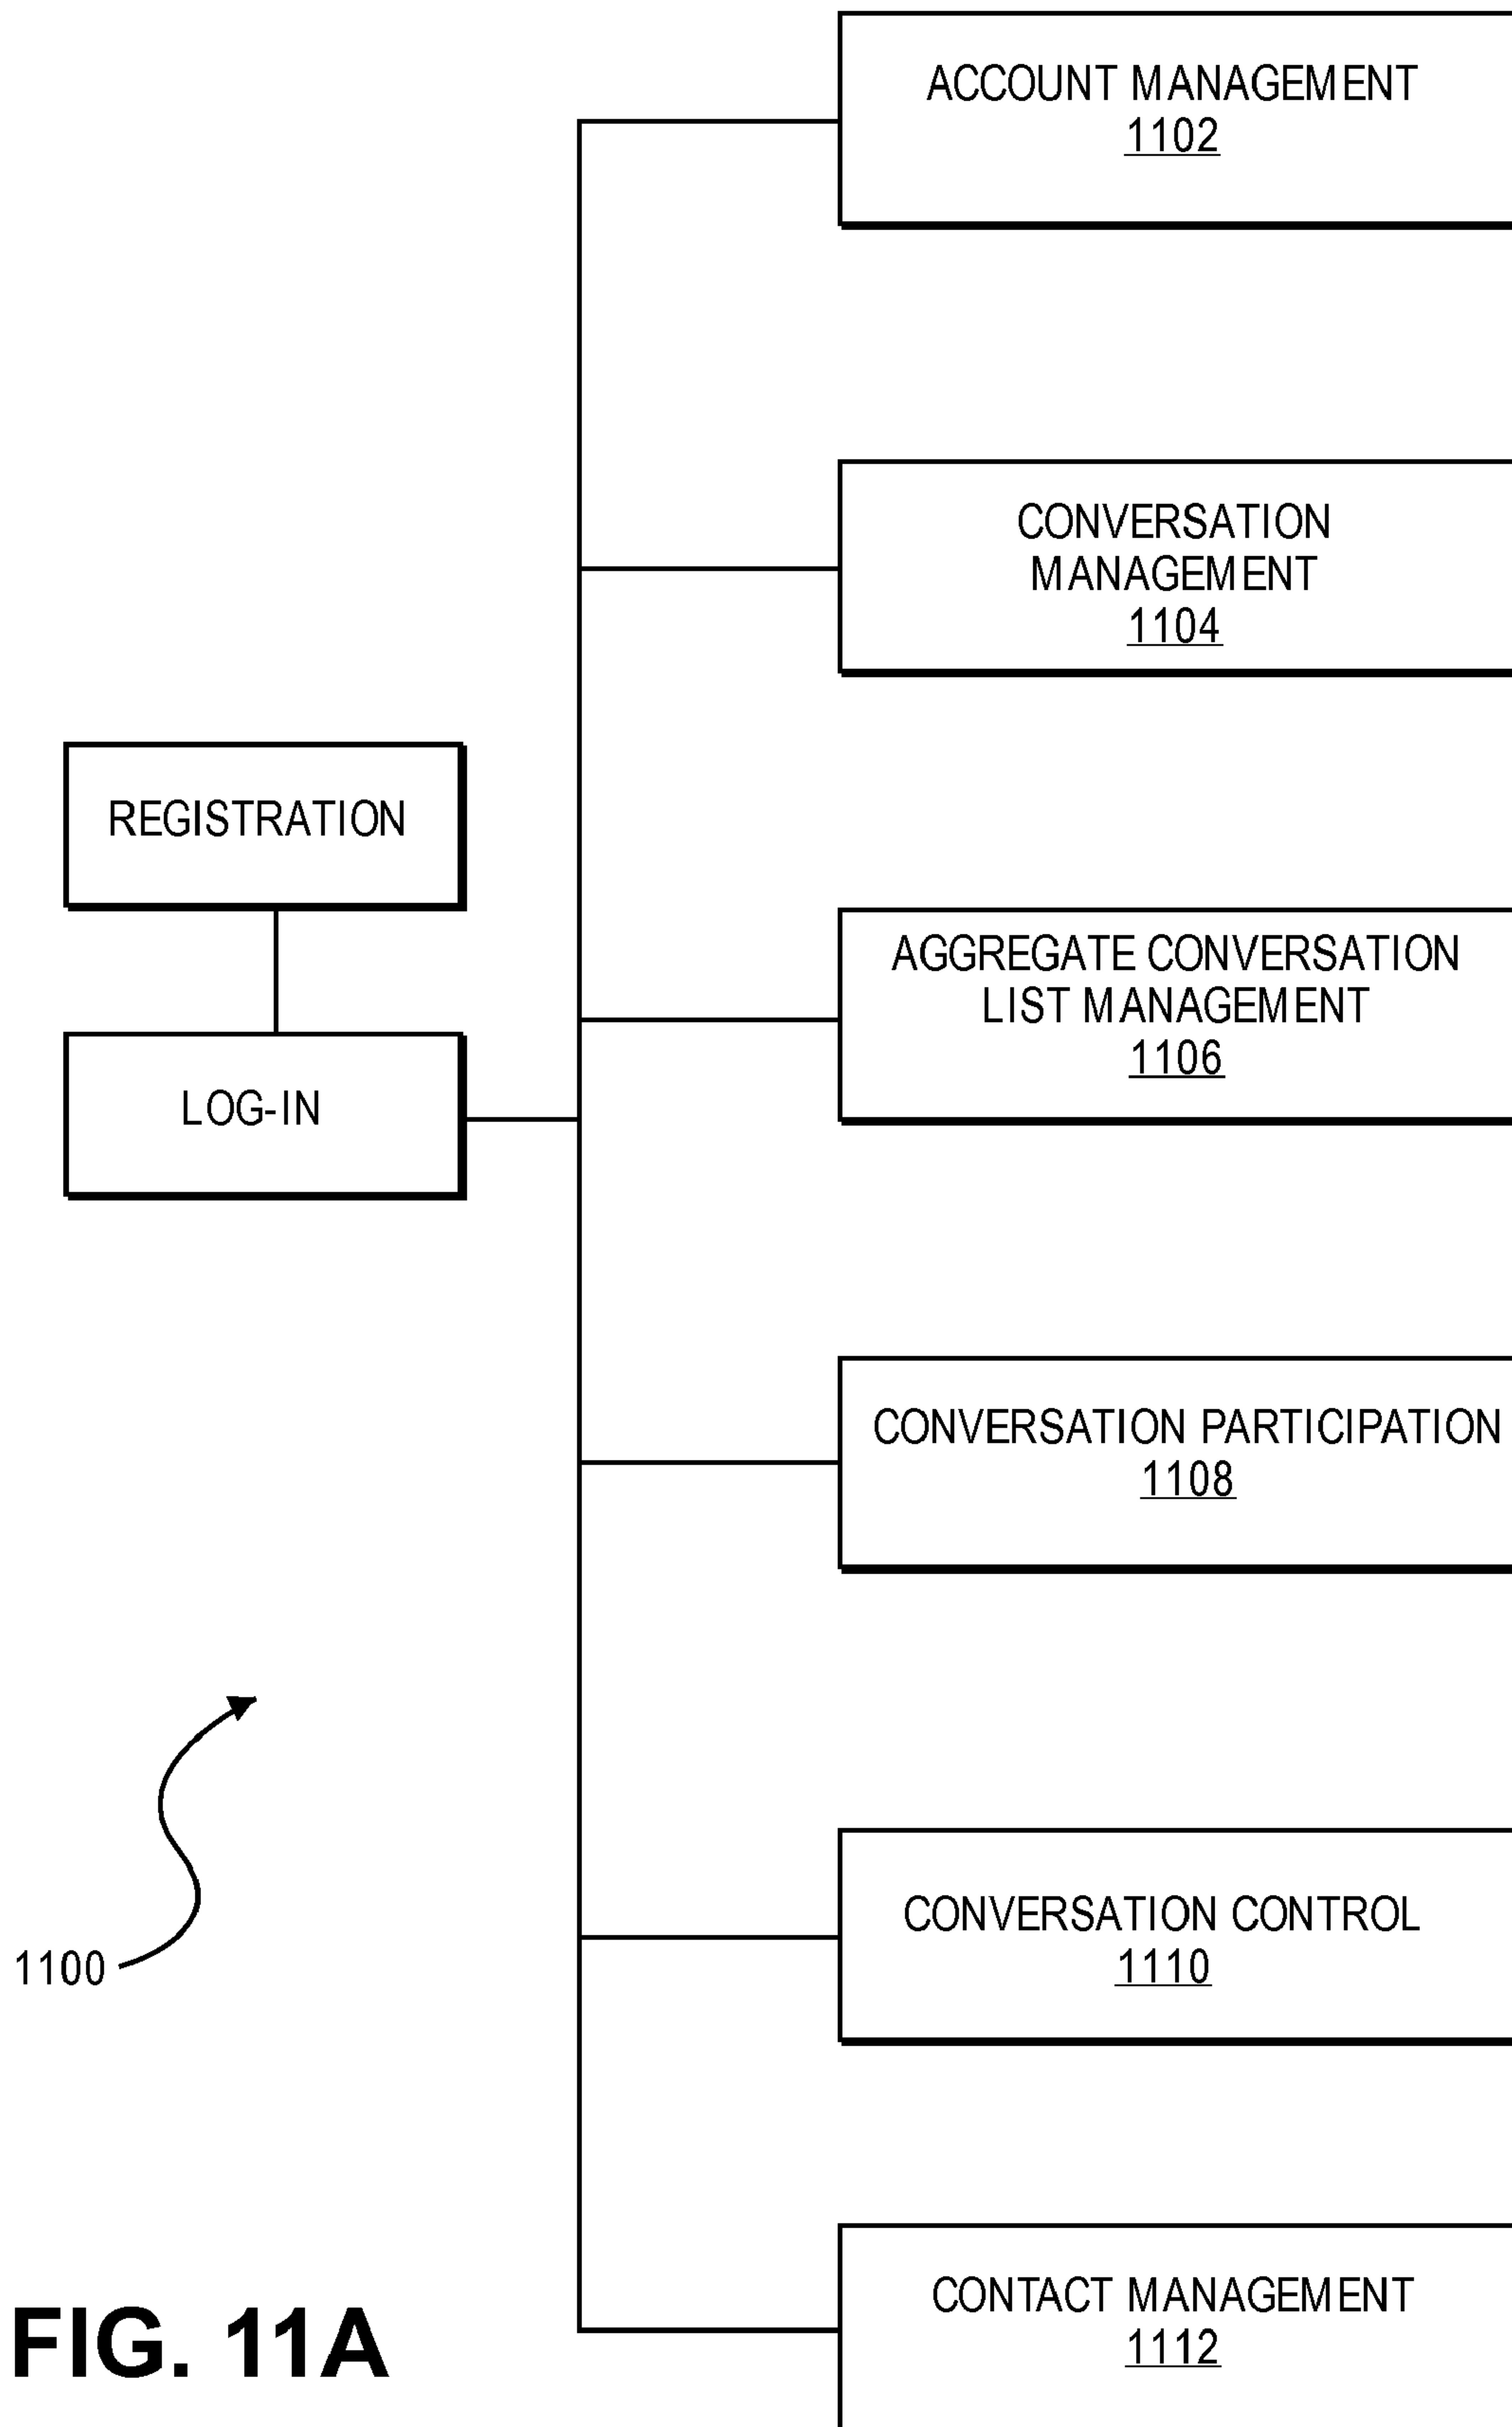 ACCOUNT MANAGEMENT
1102
CONVERSATION
MANAGEMENT
1104
REGISTRATION
AGGREGATE CONVERSATION
LIST MANAGEMENT
1106
LOG-IN
CONVERSATION PARTICIPATION
1108
CONVERSATION CONTROL
1110
1100
CONTACT MANAGEMENT
1112
FIG. 11A